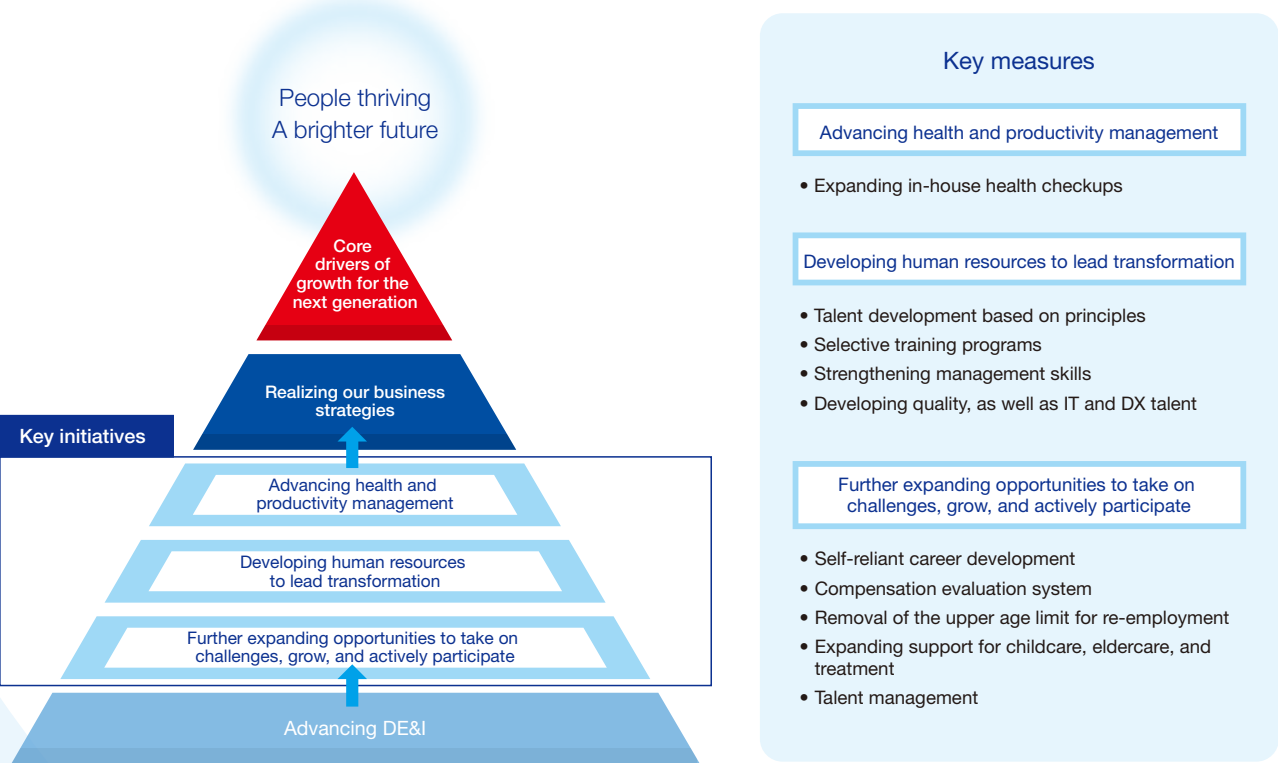 People thriving
A brighter future
Core
drivers of
growth for the
next generation
Realizing our business
strategies
Key initiatives
Advancing health and
productivity management
Developing human resources
to lead transformation
Further expanding opportunities to take on
challenges, grow, and actively participate
Advancing DE&I
Key measures
Advancing health and productivity management
• Expanding in-house health checkups
Developing human resources to lead transformation
• Talent development based on principles
• Selective training programs
• Strengthening management skills
• Developing quality, as well as IT and DX talent
Further expanding opportunities to take on
challenges, grow, and actively participate
• Self-reliant career development
• Compensation evaluation system
• Removal of the upper age limit for re-employment
• Expanding support for childcare, eldercare, and
treatment
• Talent management